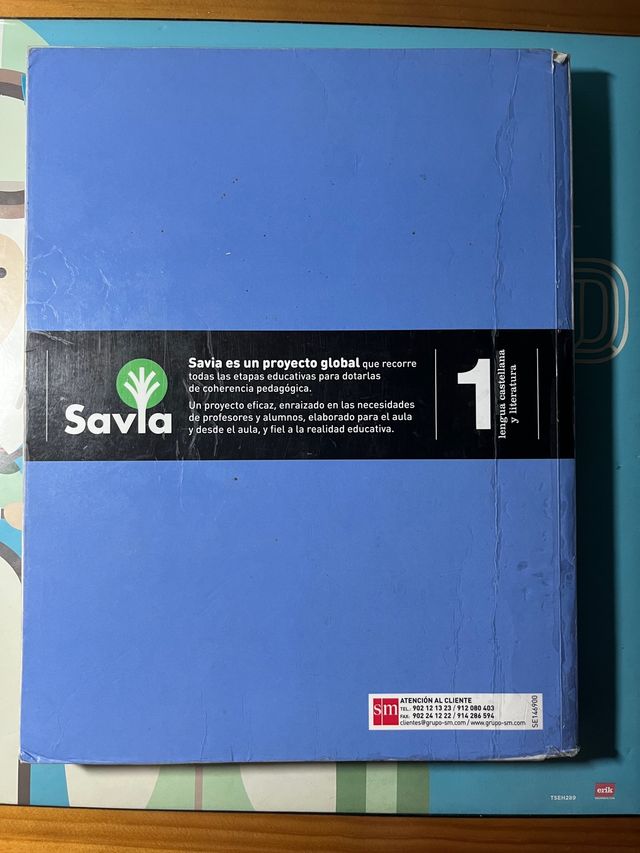 Savia es un proyecto global que recorre
todas las etapas educativas para dotarlas
de coherencia pedagógica.
Un proyecto eficaz, enraizado en las necesidades
de profesores y alumnos, elaborado para el aula
y desde el aula, y fiel a la realidad educativa.
Savia
1
lengua castellana
y literatura
sm
ATENCIÓN AL CLIENTE
TEL.: 902 12 13 23 / 912 080 403
FAX: 902 24 12 22 / 914 286 594
clientes@grupo-sm.com / www.grupo-sm.com
SE146900
D
TSEH289
erik